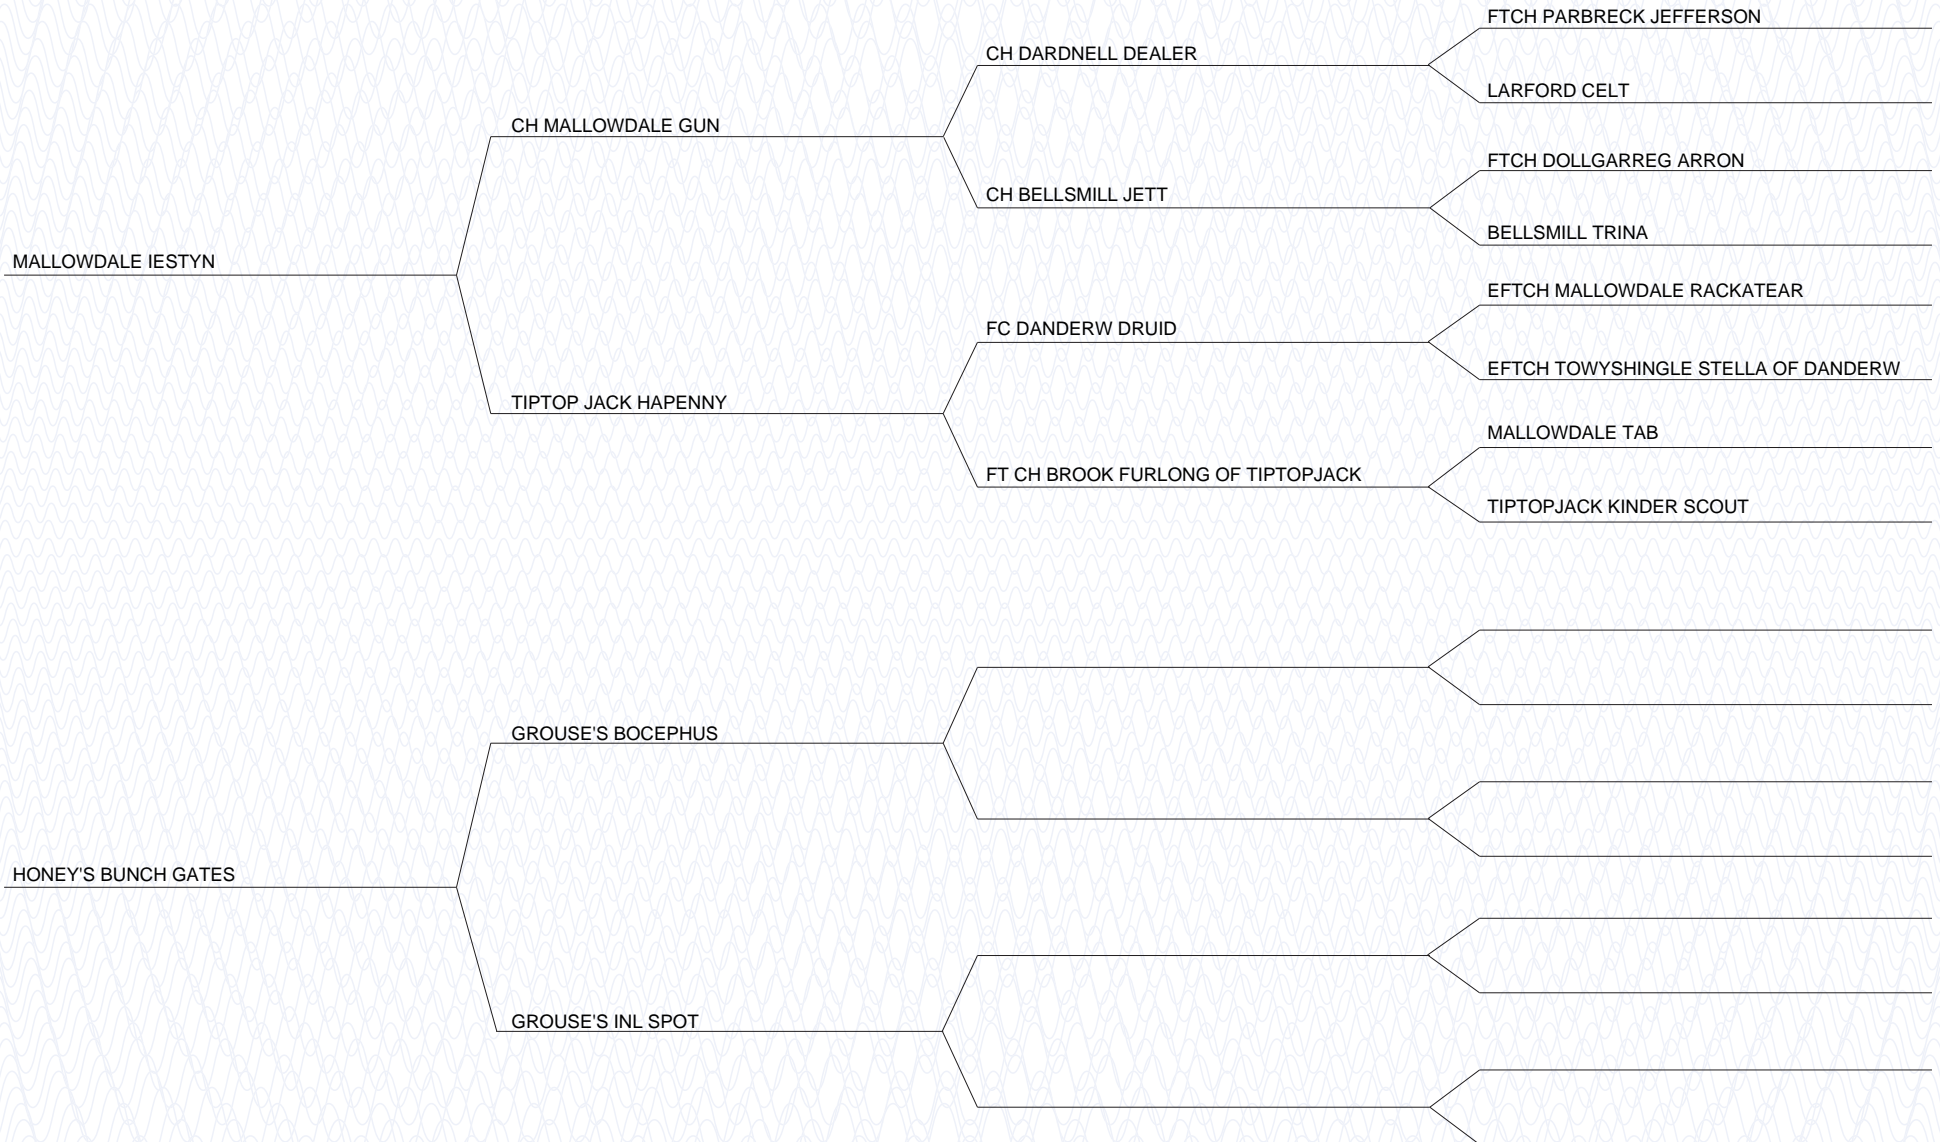 FTCH PARBRECK JEFFERSON
CH DARDNELL DEALER
LARFORD CELT
CH MALLOWDALE GUN
FTCH DOLLGARREG ARRON
CH BELLSMILL JETT
BELLSMILL TRINA
MALLOWDALE IESTYN
EFTCH MALLOWDALE RACKATEAR
FC DANDERW DRUID
EFTCH TOWYSHINGLE STELLA OF DANDERW
TIPTOP JACK HAPENNY
MALLOWDALE TAB
FT CH BROOK FURLONG OF TIPTOPJACK
TIPTOPJACK KINDER SCOUT
GROUSE'S BOCEPHUS
HONEY'S BUNCH GATES
GROUSE'S INL SPOT